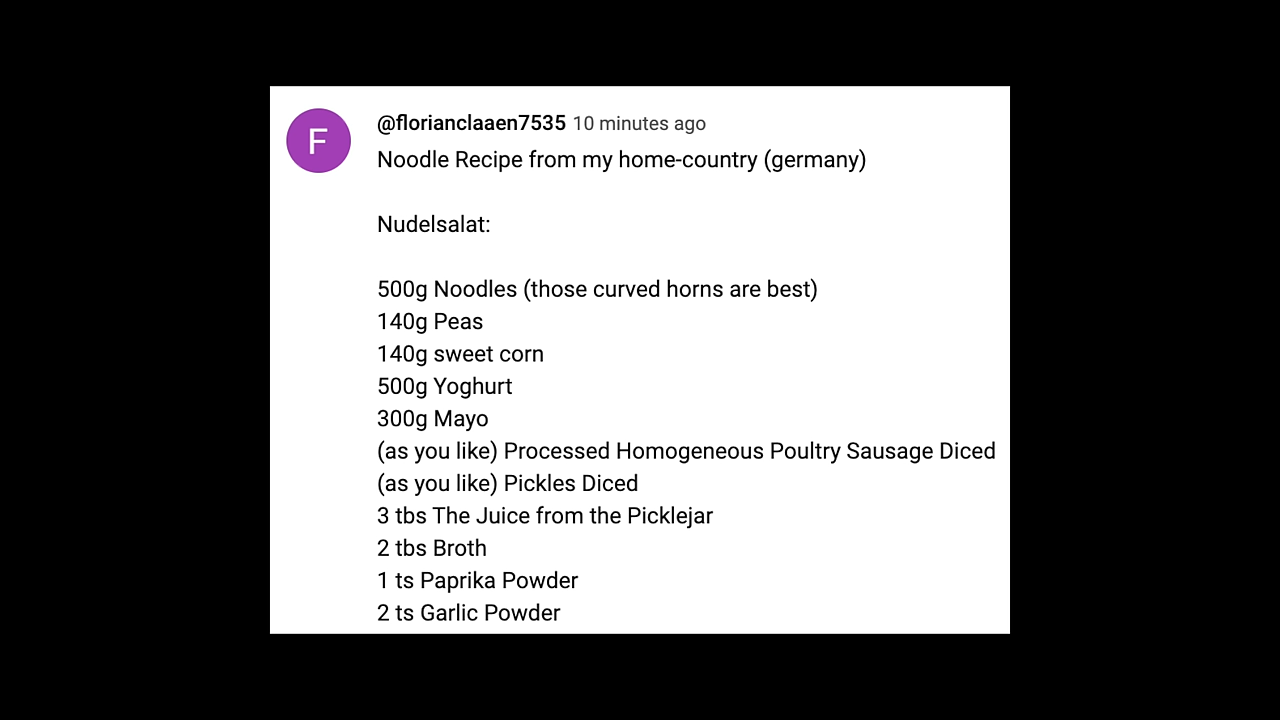 F
@florianclaaen7535 10 minutes ago
Noodle Recipe from my home-country (germany)
Nudelsalat:
500g Noodles (those curved horns are best)
140g Peas
140g sweet corn
500g Yoghurt
300g Mayo
(as you like) Processed Homogeneous Poultry Sausage Diced
(as you like) Pickles Diced
3 tbs The Juice from the Picklejar
2 tbs Broth
1 ts Paprika Powder
2 ts Garlic Powder